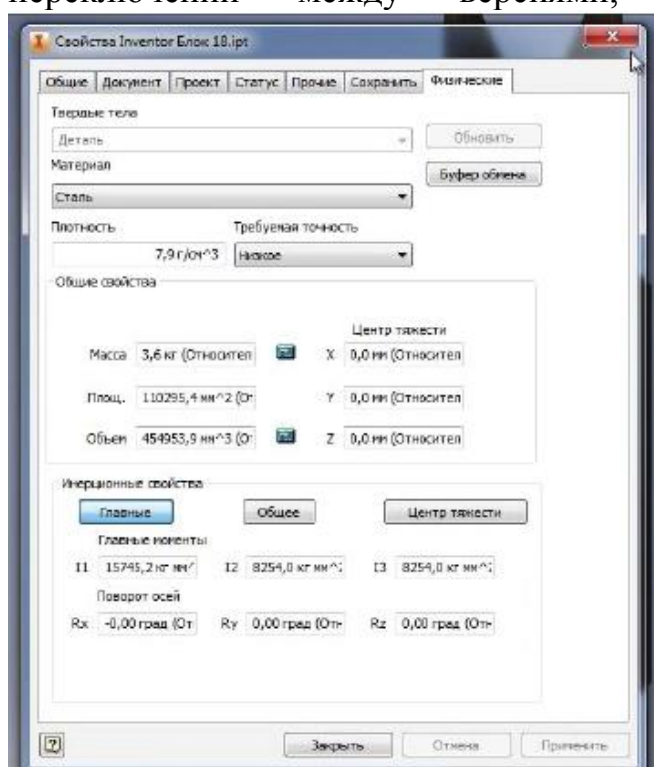 переключении между версиями,
Свойства Inventor Блок 18.ipt
Общие Документ Проект Статус Прочие Сохранить Физические
Твердые тела
Деталь Обновить
Материал Буфер обмена
Сталь
Плотность Требуемая точность
7,9 г/см^3 Низкое
Общие свойства
Центр тяжести
Масса 3,6 кг (Относител X 0,0 мм (Относител
Площ. 110295,4 мм^2 (От Y 0,0 мм (Относител
Объем 454953,9 мм^3 (О Z 0,0 мм (Относител
Инерционные свойства
Главные Общее Центр тяжести
Главные моменты
I1 15745,2 кг мм^ I2 8254,0 кг мм^2 I3 8254,0 кг мм^2
Поворот осей
Rx -0,00 град (От Ry 0,00 град (Отн Rz 0,00 град (Отн
? Закрыть Отмена Применить